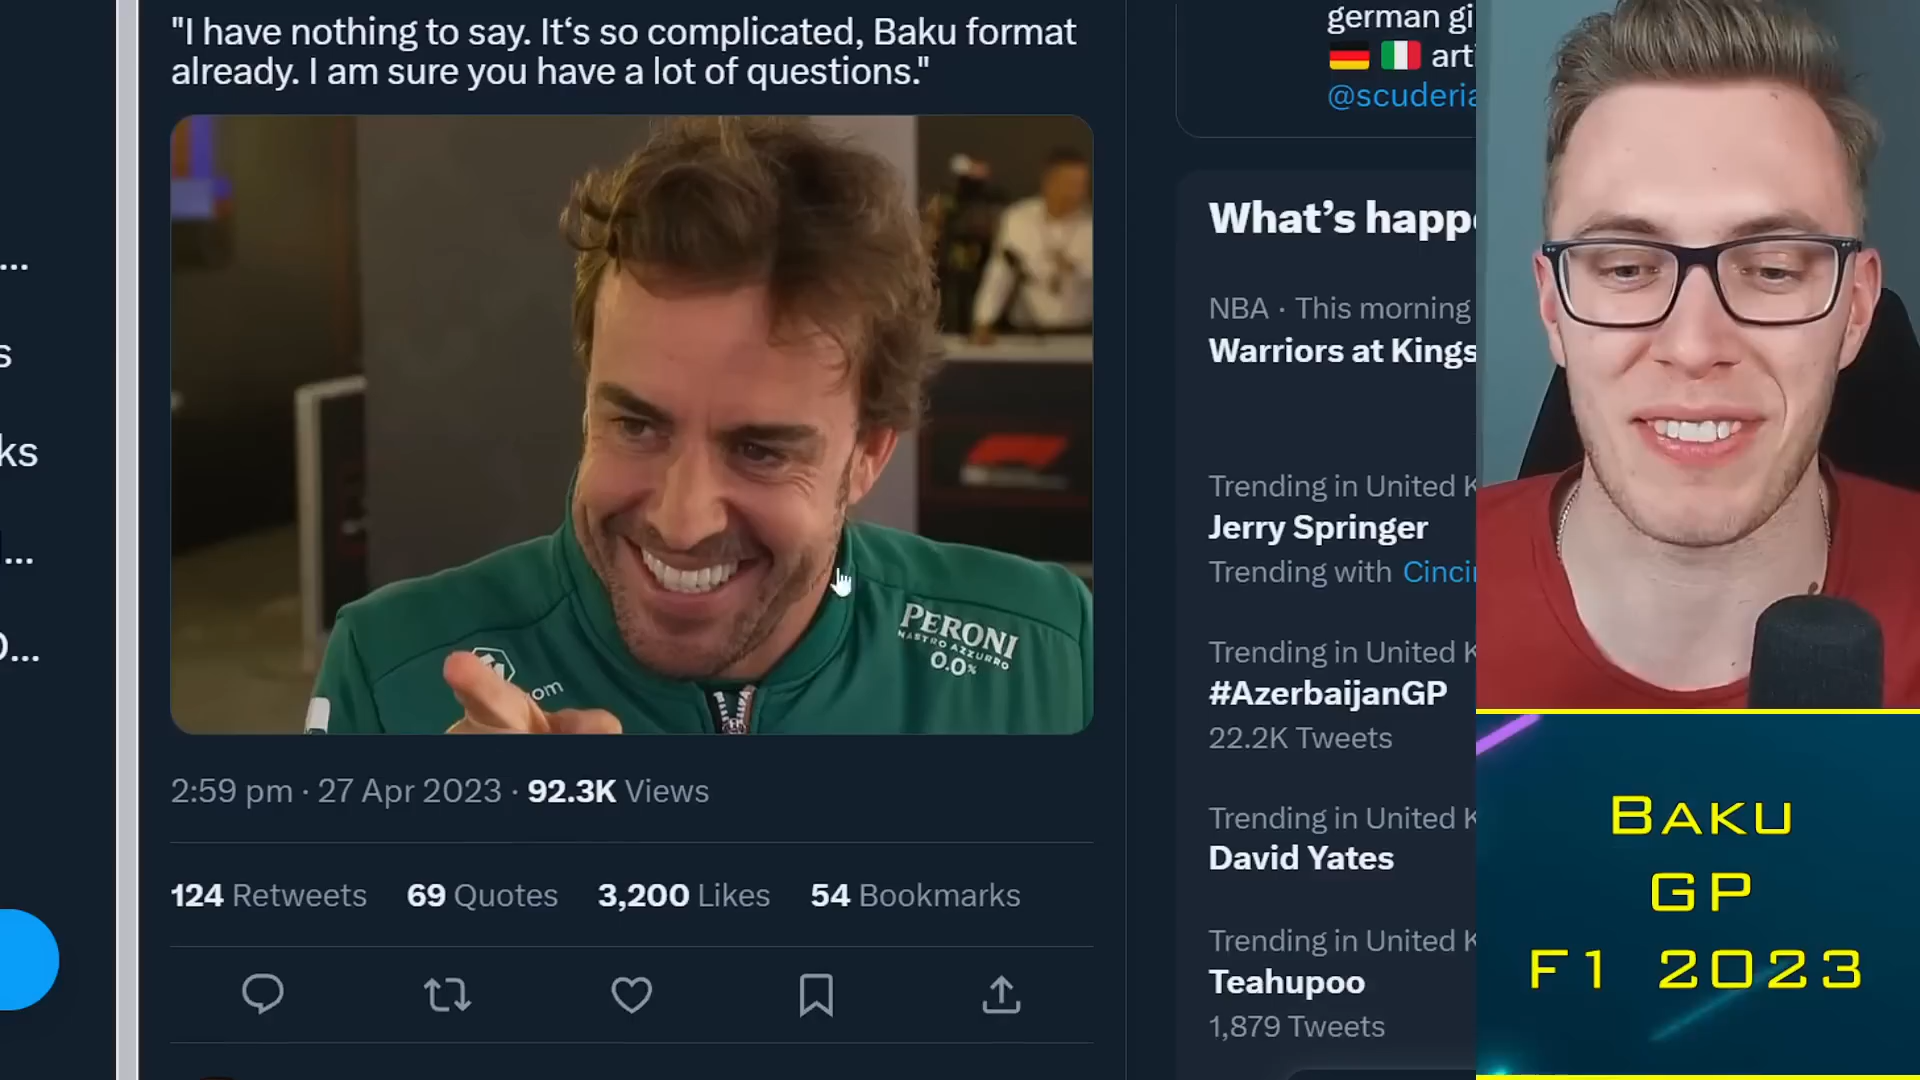 "I have nothing to say. It‘s so complicated, Baku format
already. I am sure you have a lot of questions."
PERONI
NASTRO AZZURRO
0.0%
om
2:59 pm · 27 Apr 2023 · 92.3K Views
124 Retweets 69 Quotes 3,200 Likes 54 Bookmarks
...
s
ks
...
...
german gi
art
@scuderia
What’s happe
NBA · This morning
Warriors at Kings
Trending in United K
Jerry Springer
Trending with Cincin
Trending in United K
#AzerbaijanGP
22.2K Tweets
Trending in United K
David Yates
Trending in United K
Teahupoo
1,879 Tweets
BAKU
GP
F1 2023